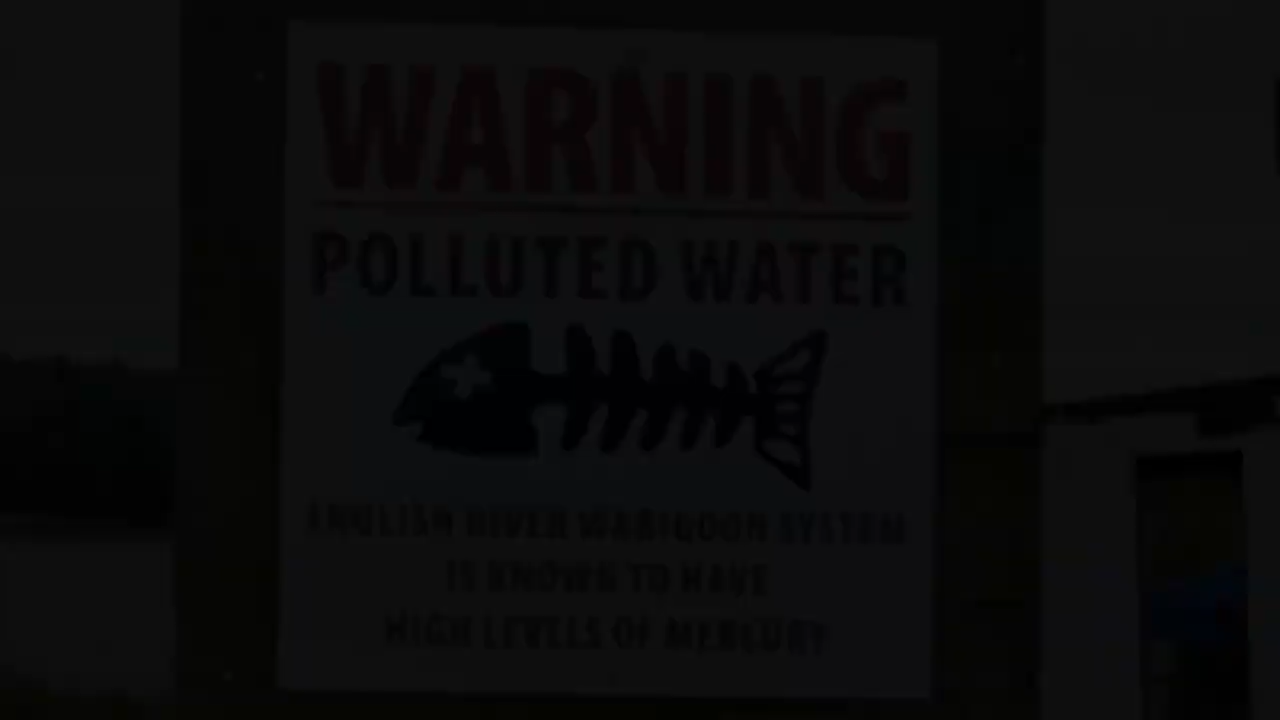 WARNING
POLLUTED WATER
ENGLISH RIVER WABIGOON SYSTEM
IS KNOWN TO HAVE
HIGH LEVELS OF MERCURY